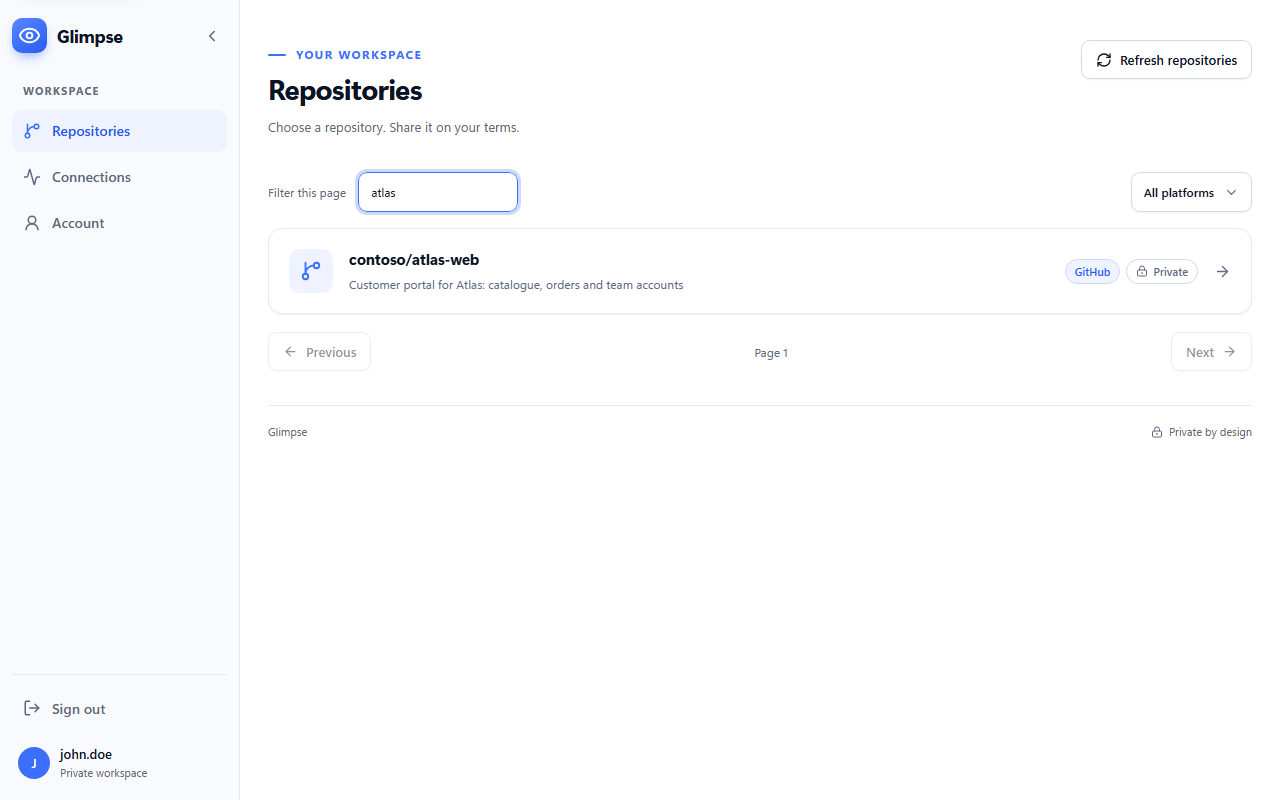 Glimpse
WORKSPACE
Repositories
Connections
Account
Sign out
J
john.doe
Private workspace
YOUR WORKSPACE
Repositories
Choose a repository. Share it on your terms.
Refresh repositories
Filter this page
atlas
All platforms
contoso/atlas-web
Customer portal for Atlas: catalogue, orders and team accounts
GitHub
Private
Previous
Page 1
Next
Glimpse
Private by design